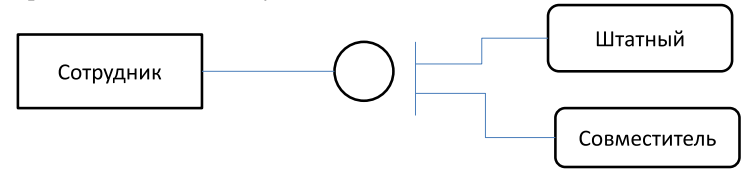 Штатный
Сотрудник
Совместитель